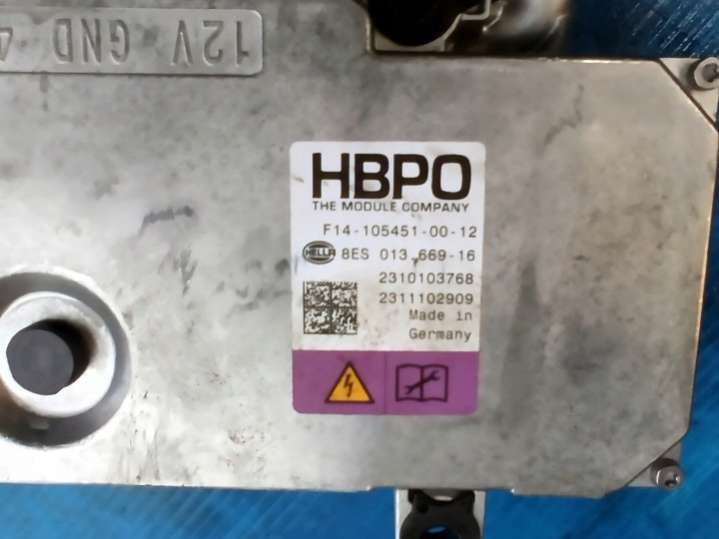 12V GND 4
HBPO
THE MODULE COMPANY
F14-105451-00-12
HELLA 8ES 013 669-16
2310103768
2311102909
Made in
Germany